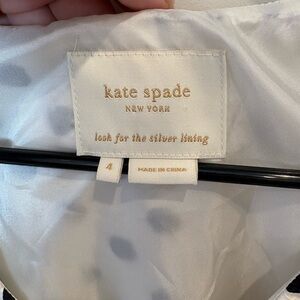 kate spade
NEW YORK
look for the silver lining
4
MADE IN CHINA